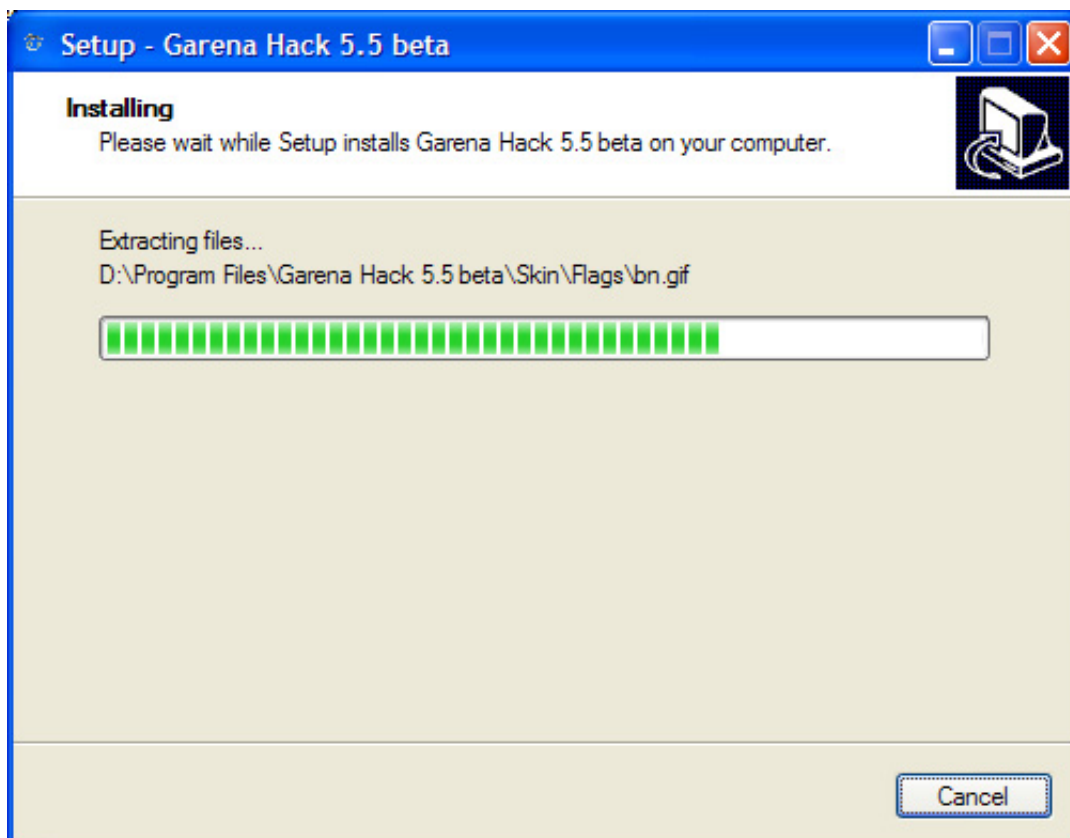 Setup - Garena Hack 5.5 beta
Installing
Please wait while Setup installs Garena Hack 5.5 beta on your computer.
Extracting files...
D:\Program Files\Garena Hack 5.5 beta\Skin\Flags\bn.gif
Cancel